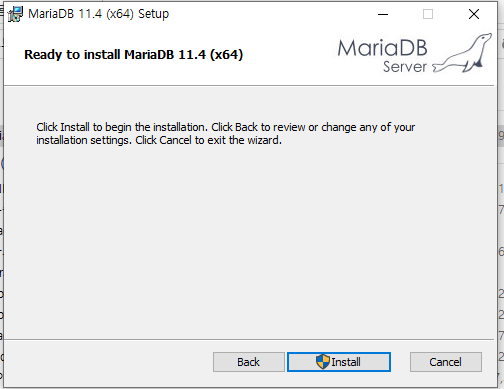 MariaDB 11.4 (x64) Setup
Ready to install MariaDB 11.4 (x64)
MariaDB
Server
Click Install to begin the installation. Click Back to review or change any of your
installation settings. Click Cancel to exit the wizard.
Back
Install
Cancel